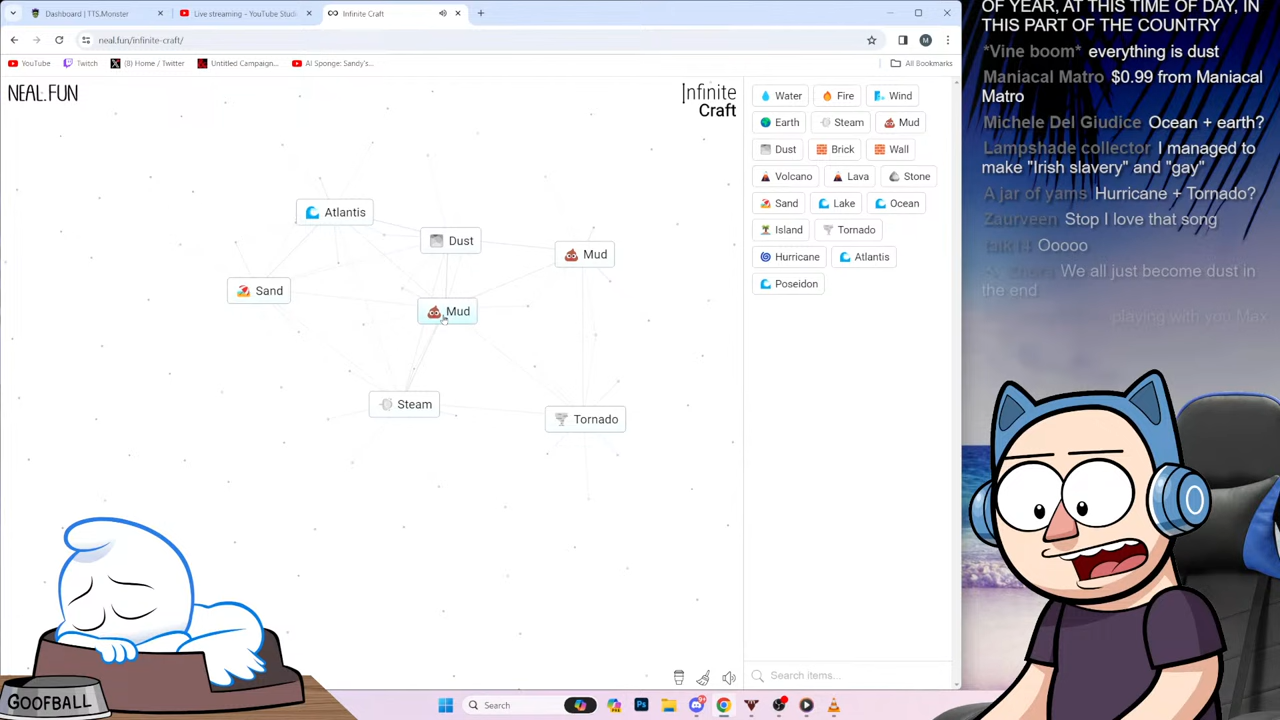 Dashboard | TTS.Monster
Live streaming - YouTube Studi
Infinite Craft
neal.fun/infinite-craft/
M
YouTube
Twitch
(8) Home / Twitter
Untitled Campaign...
AI Sponge: Sandy's...
All Bookmarks
NEAL.FUN
Infinite
Craft
Atlantis
Dust
Mud
Sand
Mud
Steam
Tornado
Water
Fire
Wind
Earth
Steam
Mud
Dust
Brick
Wall
Volcano
Lava
Stone
Sand
Lake
Ocean
Island
Tornado
Hurricane
Atlantis
Poseidon
Search items...
Search
OF YEAR, AT THIS TIME OF DAY, IN
THIS PART OF THE COUNTRY
*Vine boom* everything is dust
Maniacal Matro $0.99 from Maniacal
Matro
Michele Del Giudice Ocean + earth?
Lampshade collector I managed to
make "Irish slavery" and "gay"
A jar of yams Hurricane + Tornado?
Zaurveen Stop I love that song
Ooooo
We all just become dust in
the end
playing with you Max
GOOFBALL